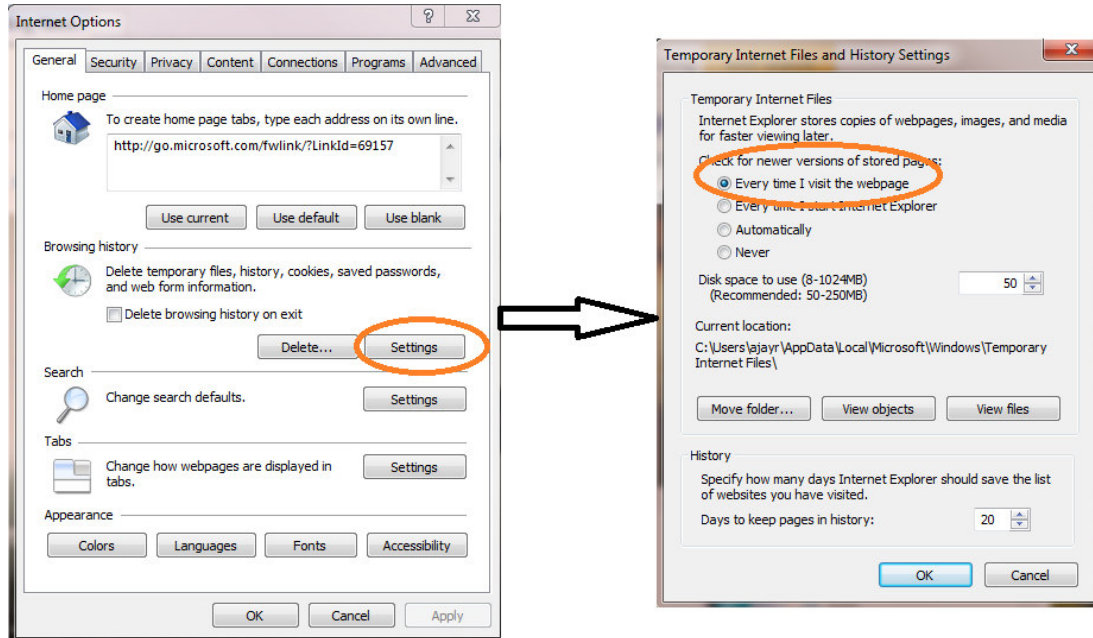 Internet Options
General Security Privacy Content Connections Programs Advanced
Home page
To create home page tabs, type each address on its own line.
http://go.microsoft.com/fwlink/?LinkId=69157
Use current Use default Use blank
Browsing history
Delete temporary files, history, cookies, saved passwords,
and web form information.
Delete browsing history on exit
Delete... Settings
Search
Change search defaults. Settings
Tabs
Change how webpages are displayed in Settings
tabs.
Appearance
Colors Languages Fonts Accessibility
OK Cancel Apply
Temporary Internet Files and History Settings
Temporary Internet Files
Internet Explorer stores copies of webpages, images, and media
for faster viewing later.
Check for newer versions of stored pages:
Every time I visit the webpage
Every time I start Internet Explorer
Automatically
Never
Disk space to use (8-1024MB) 50
(Recommended: 50-250MB)
Current location:
C:\Users\ajayr\AppData\Local\Microsoft\Windows\Temporary
Internet Files\
Move folder... View objects View files
History
Specify how many days Internet Explorer should save the list
of websites you have visited.
Days to keep pages in history: 20
OK Cancel